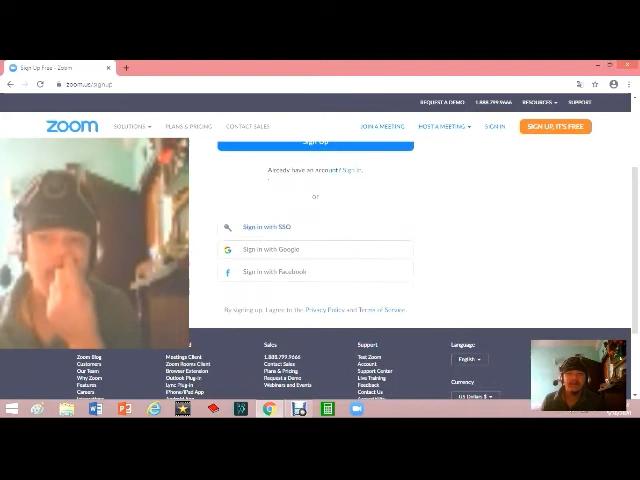 Sign Up Free - Zoom
zoom.us/signup
REQUEST A DEMO 1.888.799.9666 RESOURCES SUPPORT
zoom SOLUTIONS PLANS & PRICING CONTACT SALES JOIN A MEETING HOST A MEETING SIGN IN SIGN UP, IT'S FREE
Sign Up
Already have an account? Sign in.
or
Sign in with SSO
Sign in with Google
Sign in with Facebook
By signing up, I agree to the Privacy Policy and Terms of Service.
Sales Support Language
Zoom Blog Meetings Client 1.888.799.9666 Test Zoom English
Customers Zoom Rooms Client Contact Sales Account
Our Team Browser Extension Plans & Pricing Support Center
Why Zoom Outlook Plug-in Request a Demo Live Training Currency
Features Lync Plug-in Webinars and Events Feedback
Careers iPhone/iPad App Contact Us US Dollars $